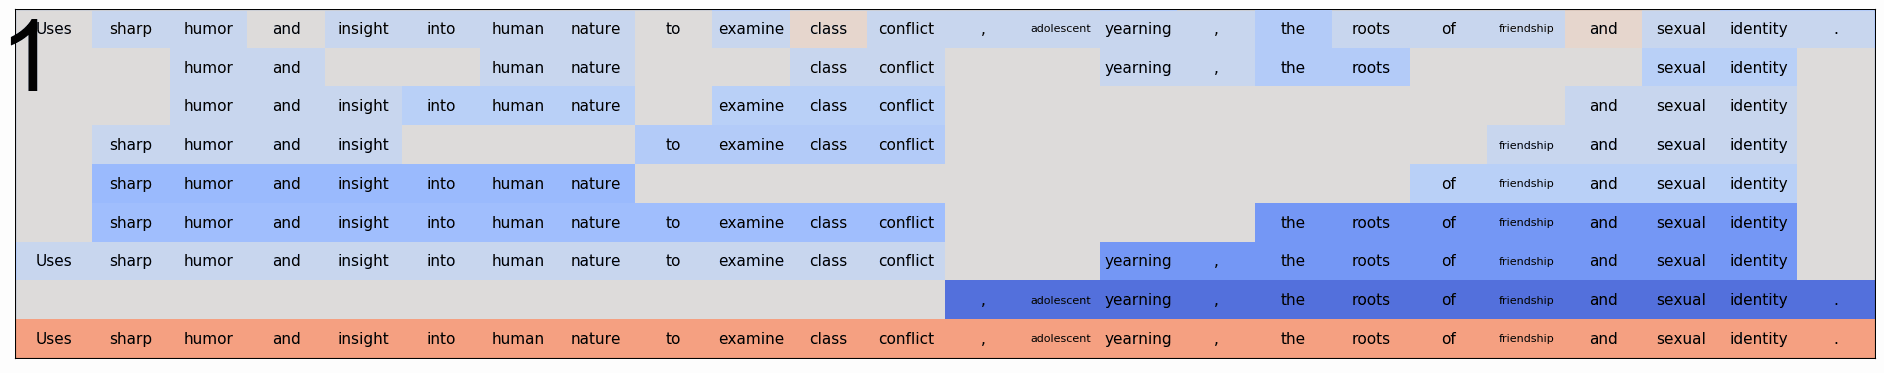 1
Uses sharp humor and insight into human nature to examine class conflict , adolescent yearning , the roots of friendship and sexual identity .
humor and human nature class conflict yearning , the roots sexual identity
humor and insight into human nature examine class conflict and sexual identity
sharp humor and insight to examine class conflict friendship and sexual identity
sharp humor and insight into human nature of friendship and sexual identity
sharp humor and insight into human nature to examine class conflict the roots of friendship and sexual identity
Uses sharp humor and insight into human nature to examine class conflict yearning , the roots of friendship and sexual identity
, adolescent yearning , the roots of friendship and sexual identity .
Uses sharp humor and insight into human nature to examine class conflict , adolescent yearning , the roots of friendship and sexual identity .